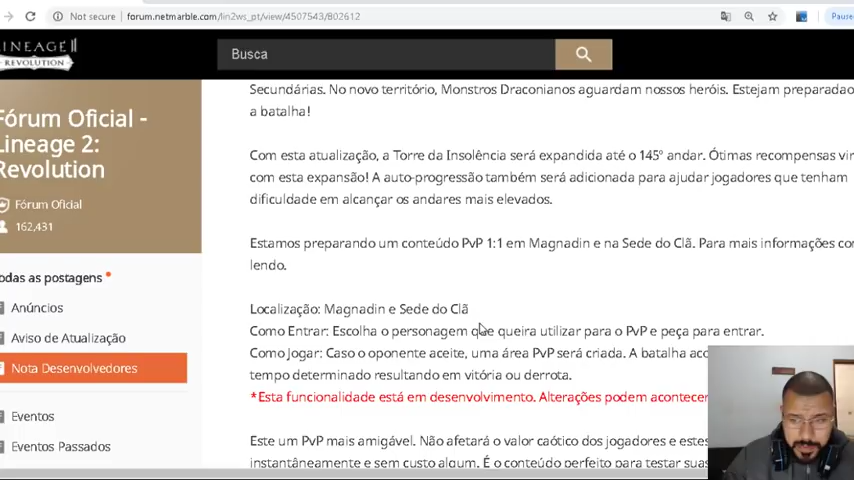 Not secure
forum.netmarble.com/lin2ws_pt/view/4507543/802612
Paused
LINEAGE II
REVOLUTION
Busca
Secundárias. No novo território, Monstros Draconianos aguardam nossos heróis. Estejam
a batalha!
Fórum Oficial -
Lineage 2:
Revolution
Fórum Oficial
162,431
Com esta atualização, a Torre da Insolência será expandida até o 145º andar. Ótimas recompensas
com esta expansão! A auto-progressão também será adicionada para ajudar jogadores que tenham
dificuldade em alcançar os andares mais elevados.
Estamos preparando um conteúdo PvP 1:1 em Magnadin e na Sede do Clã. Para mais informações
lendo.
odas as postagens
Anúncios
Aviso de Atualização
Nota Desenvolvedores
Eventos
Eventos Passados
Localização: Magnadin e Sede do Clã
Como Entrar: Escolha o personagem que queira utilizar para o PvP e peça para entrar.
Como Jogar: Caso o oponente aceite, uma área PvP será criada. A batalha
tempo determinado resultando em vitória ou derrota.
*Esta funcionalidade está em desenvolvimento. Alterações podem acontecer
Este um PvP mais amigável. Não afetará o valor caótico dos jogadores e
instantâneamente e sem custo algum. É o conteúdo perfeito para testar suas